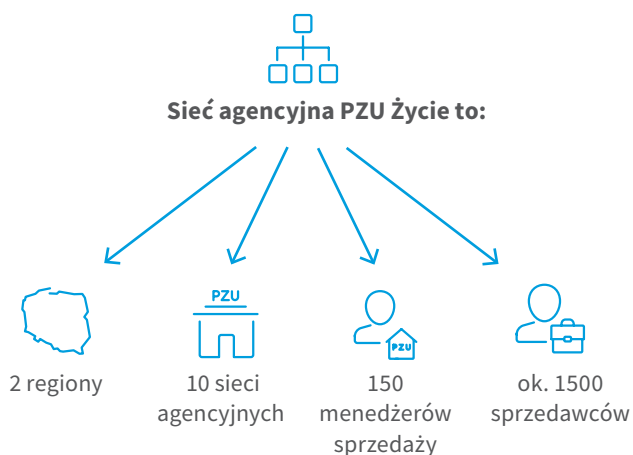 Sieć agencyjna PZU Życie to:
PZU
PZU
2 regiony
10 sieci
agencyjnych
150
menedżerów
sprzedaży
ok. 1500
sprzedawców